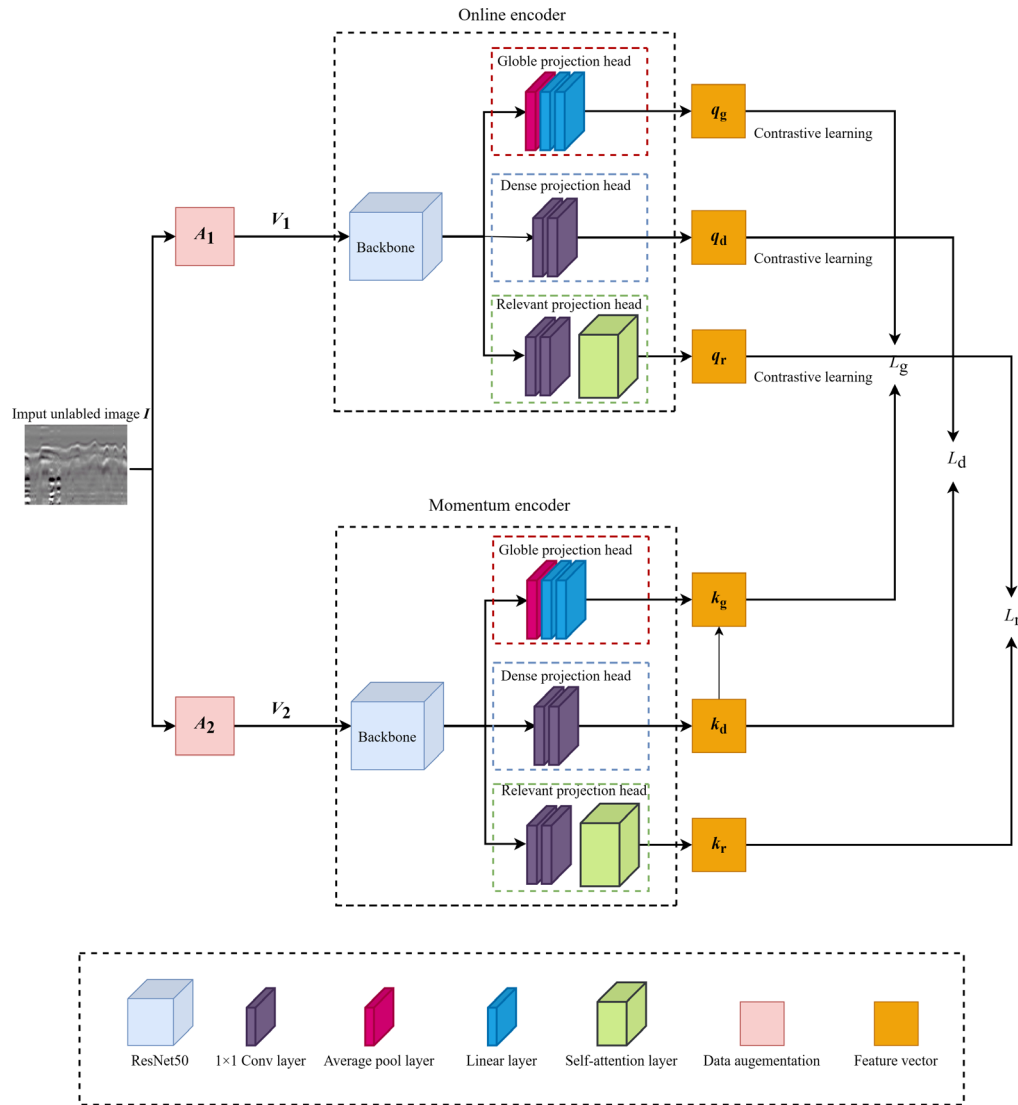 Online encoder
Globle projection head
qg
Contrastive learning
Dense projection head
A1
V1
Backbone
qd
Contrastive learning
Relevant projection head
qr
Contrastive learning
Lg
Imput unlabled image I
Ld
Momentum encoder
Globle projection head
kg
Lr
Dense projection head
A2
V2
Backbone
kd
Relevant projection head
kr
ResNet50
1×1 Conv layer
Average pool layer
Linear layer
Self-attention layer
Data augementation
Feature vector